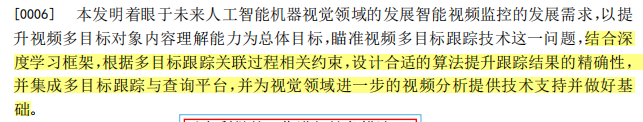 [0006] 本发明着眼于未来人工智能机器视觉领域的发展智能视频监控的发展需求,以提
升视频多目标对象内容理解能力为总体目标,瞄准视频多目标跟踪技术这一问题,结合深
度学习框架,根据多目标跟踪关联过程相关约束,设计合适的算法提升跟踪结果的精确性,
并集成多目标跟踪与查询平台,并为视觉领域进一步的视频分析提供技术支持并做好基
础。